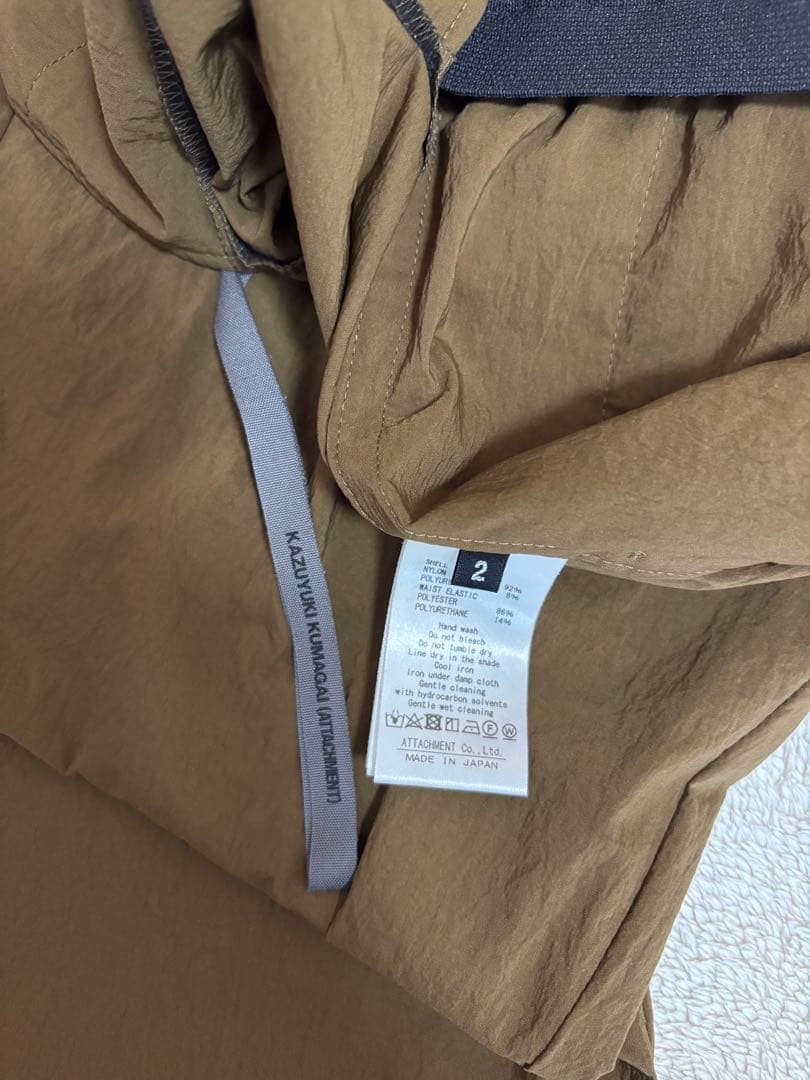 KAZUYUKI KUMAGAI (ATTACHMENT)
2
SHELL
NYLON 92%
8%
WAIST ELASTIC
POLYESTER 86%
POLYURETHANE 14%
Hand wash
Do not bleach
Do not tumble dry
Line dry in the shade
Cool iron
Iron under damp cloth
Gentle cleaning
with hydrocarbon solvents
Gentle wet cleaning
F W
ATTACHMENT Co.,Ltd.
MADE IN JAPAN